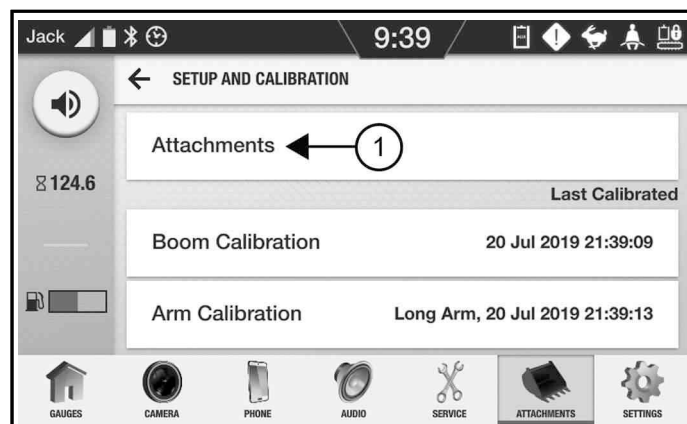 Jack 9:39
SETUP AND CALIBRATION
Attachments 1
124.6
Last Calibrated
Boom Calibration 20 Jul 2019 21:39:09
Arm Calibration Long Arm, 20 Jul 2019 21:39:13
GAUGES CAMERA PHONE AUDIO SERVICE ATTACHMENTS SETTINGS